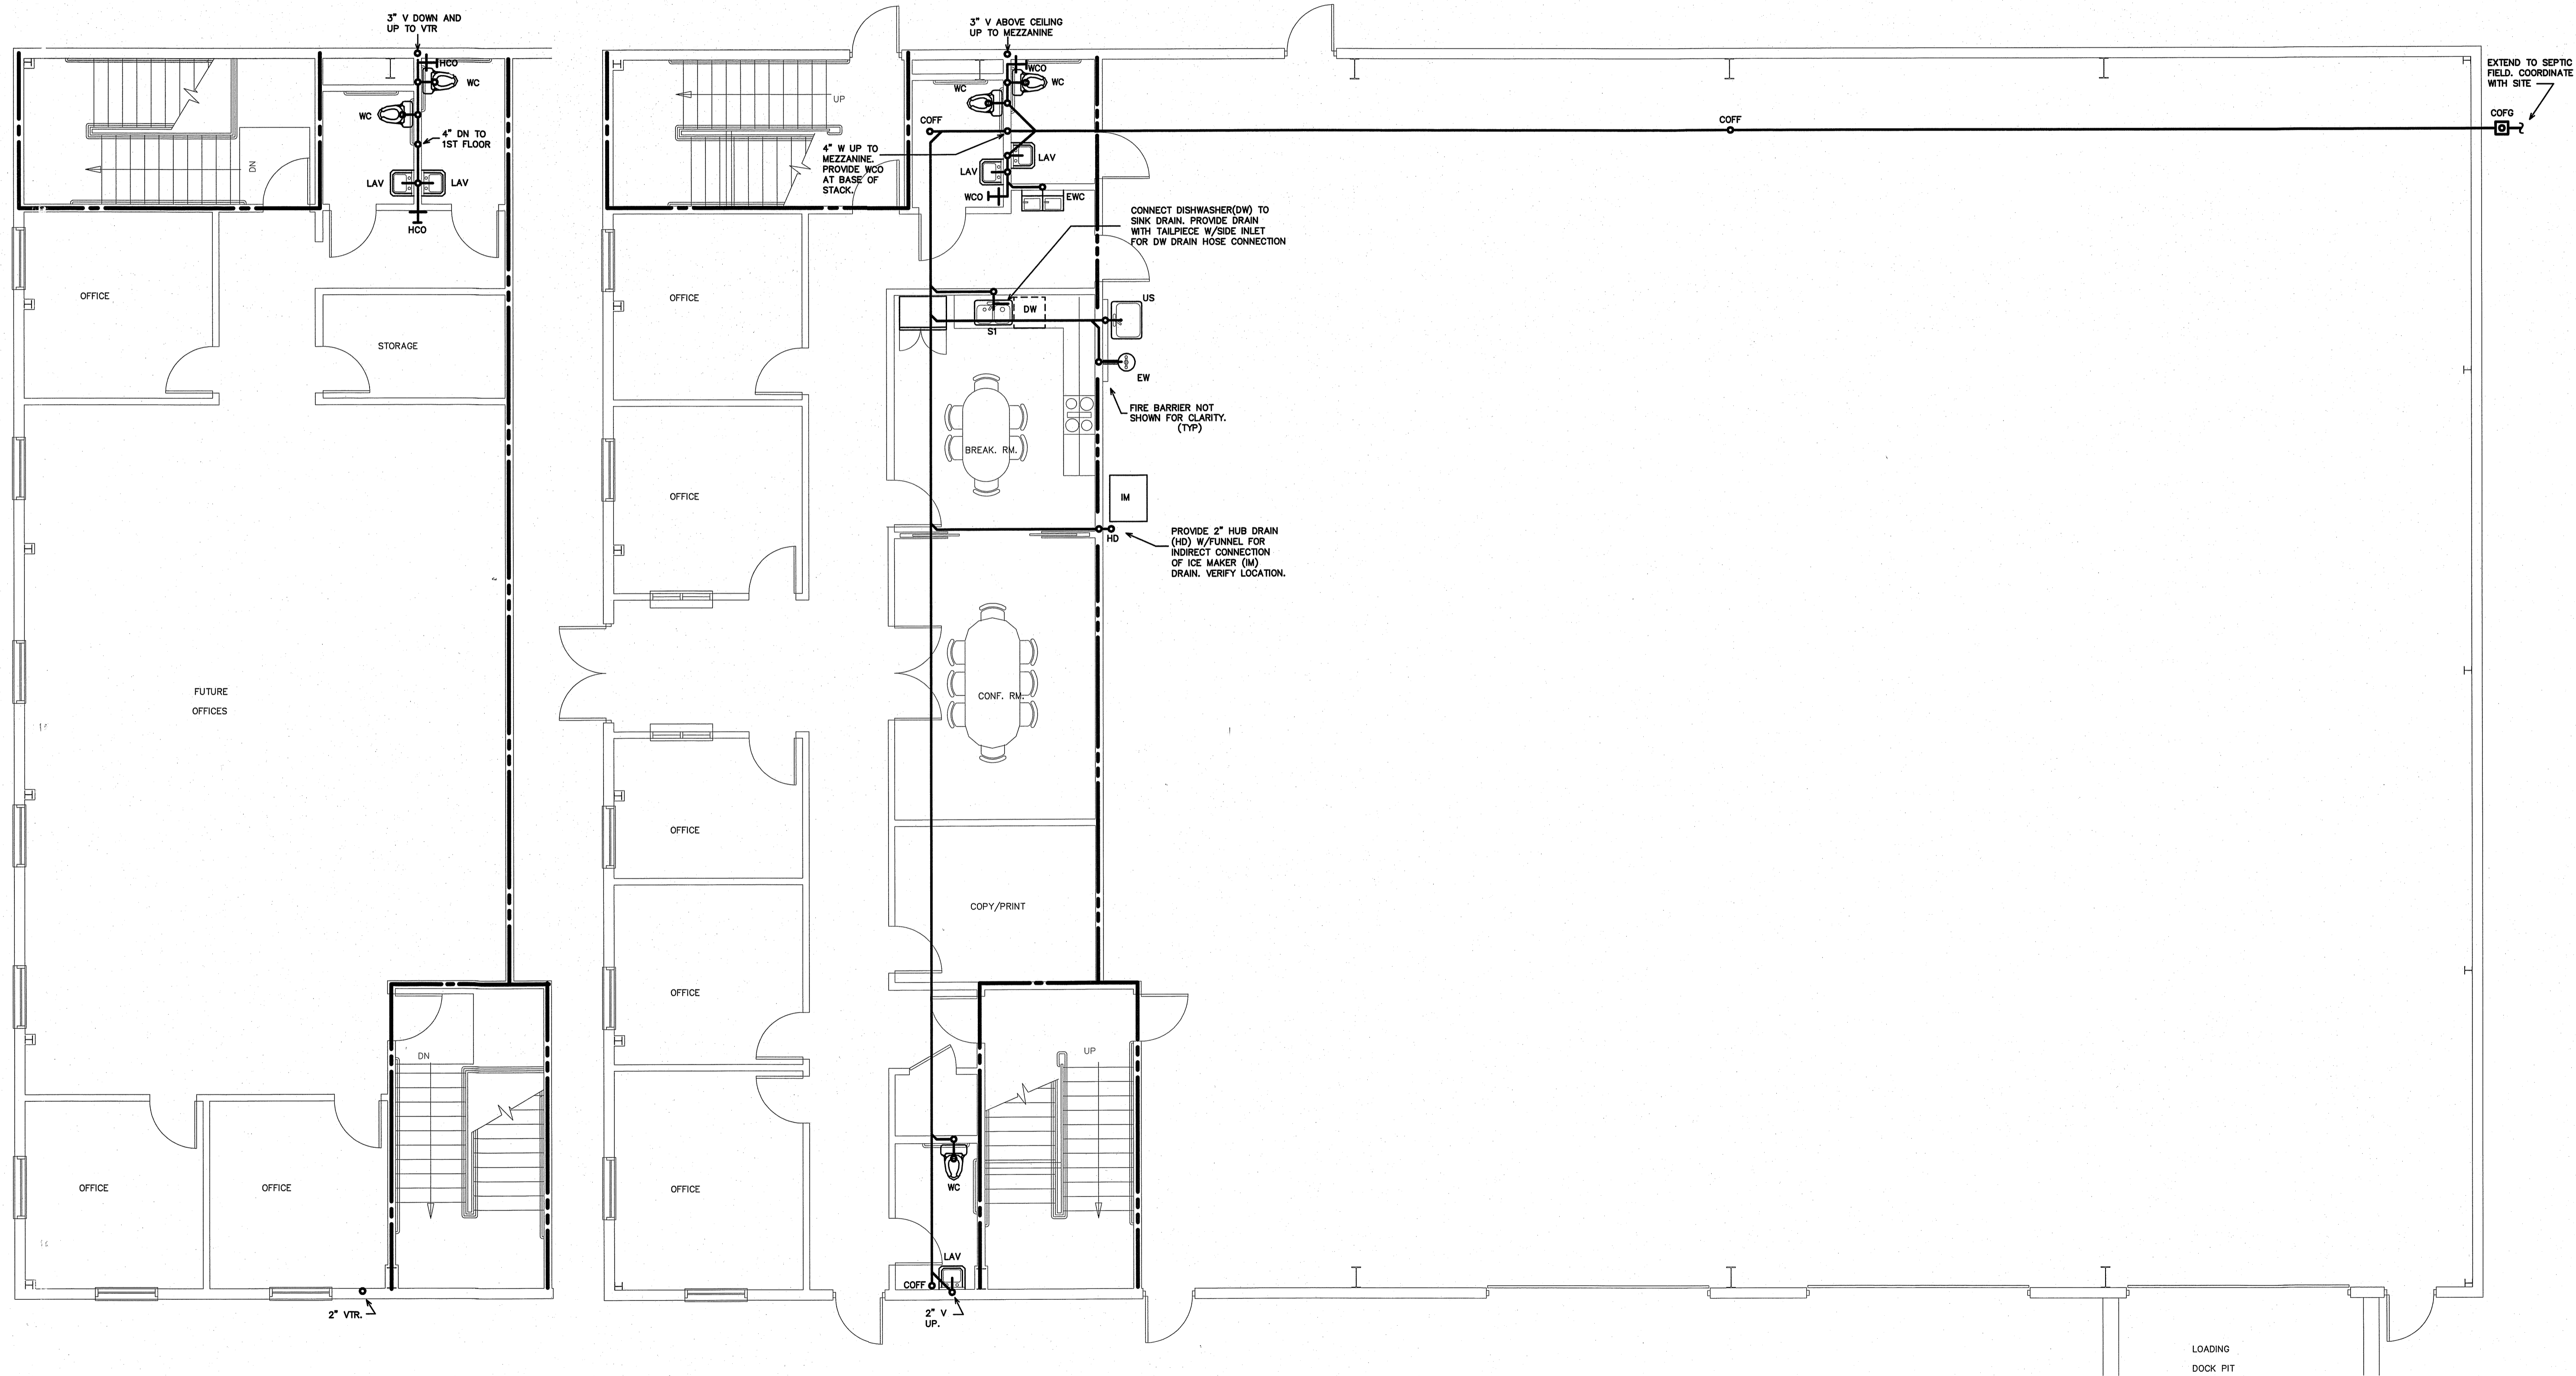 3" V DOWN AND
UP TO VTR
HCO
WC
WC
4" DN TO
1ST FLOOR
LAV
LAV
HCO
DN
OFFICE
STORAGE
FUTURE
OFFICES
DN
OFFICE
OFFICE
2" VTR.
3" V ABOVE CEILING
UP TO MEZZANINE
WCO
WC
WC
UP
COFF
4" W UP TO
MEZZANINE.
PROVIDE WCO
AT BASE OF
STACK.
LAV
LAV
WCO
EWC
COFF
COFG
EXTEND TO SEPTIC
FIELD. COORDINATE
WITH SITE
CONNECT DISHWASHER(DW) TO
SINK DRAIN. PROVIDE DRAIN
WITH TAILPIECE W/SIDE INLET
FOR DW DRAIN HOSE CONNECTION
OFFICE
S1
DW
US
EW
FIRE BARRIER NOT
SHOWN FOR CLARITY.
(TYP)
BREAK. RM.
OFFICE
IM
HD
PROVIDE 2" HUB DRAIN
(HD) W/FUNNEL FOR
INDIRECT CONNECTION
OF ICE MAKER (IM)
DRAIN. VERIFY LOCATION.
CONF. RM.
OFFICE
COPY/PRINT
OFFICE
UP
OFFICE
WC
LAV
COFF
2" V
UP.
LOADING
DOCK PIT